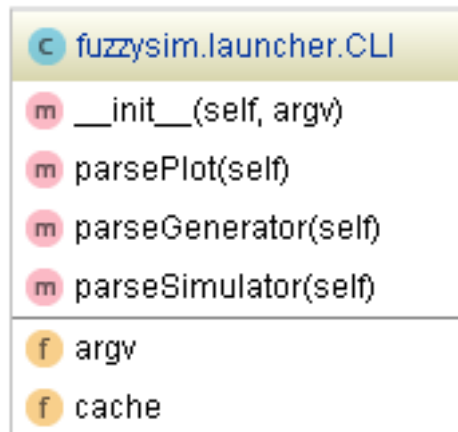 c fuzzysim.launcher.CLI
m __init__(self, argv)
m parsePlot(self)
m parseGenerator(self)
m parseSimulator(self)
f argv
f cache